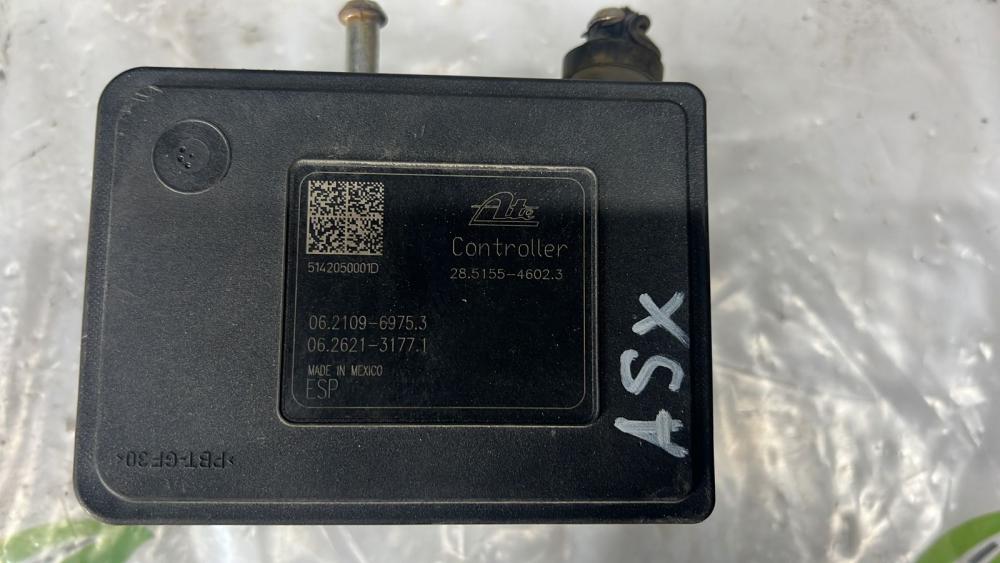 Ate
Controller
28.5155-4602.3
5142050001D
06.2109-6975.3
06.2621-3177.1
MADE IN MEXICO
ESP
ASX
>PBT-GF30<